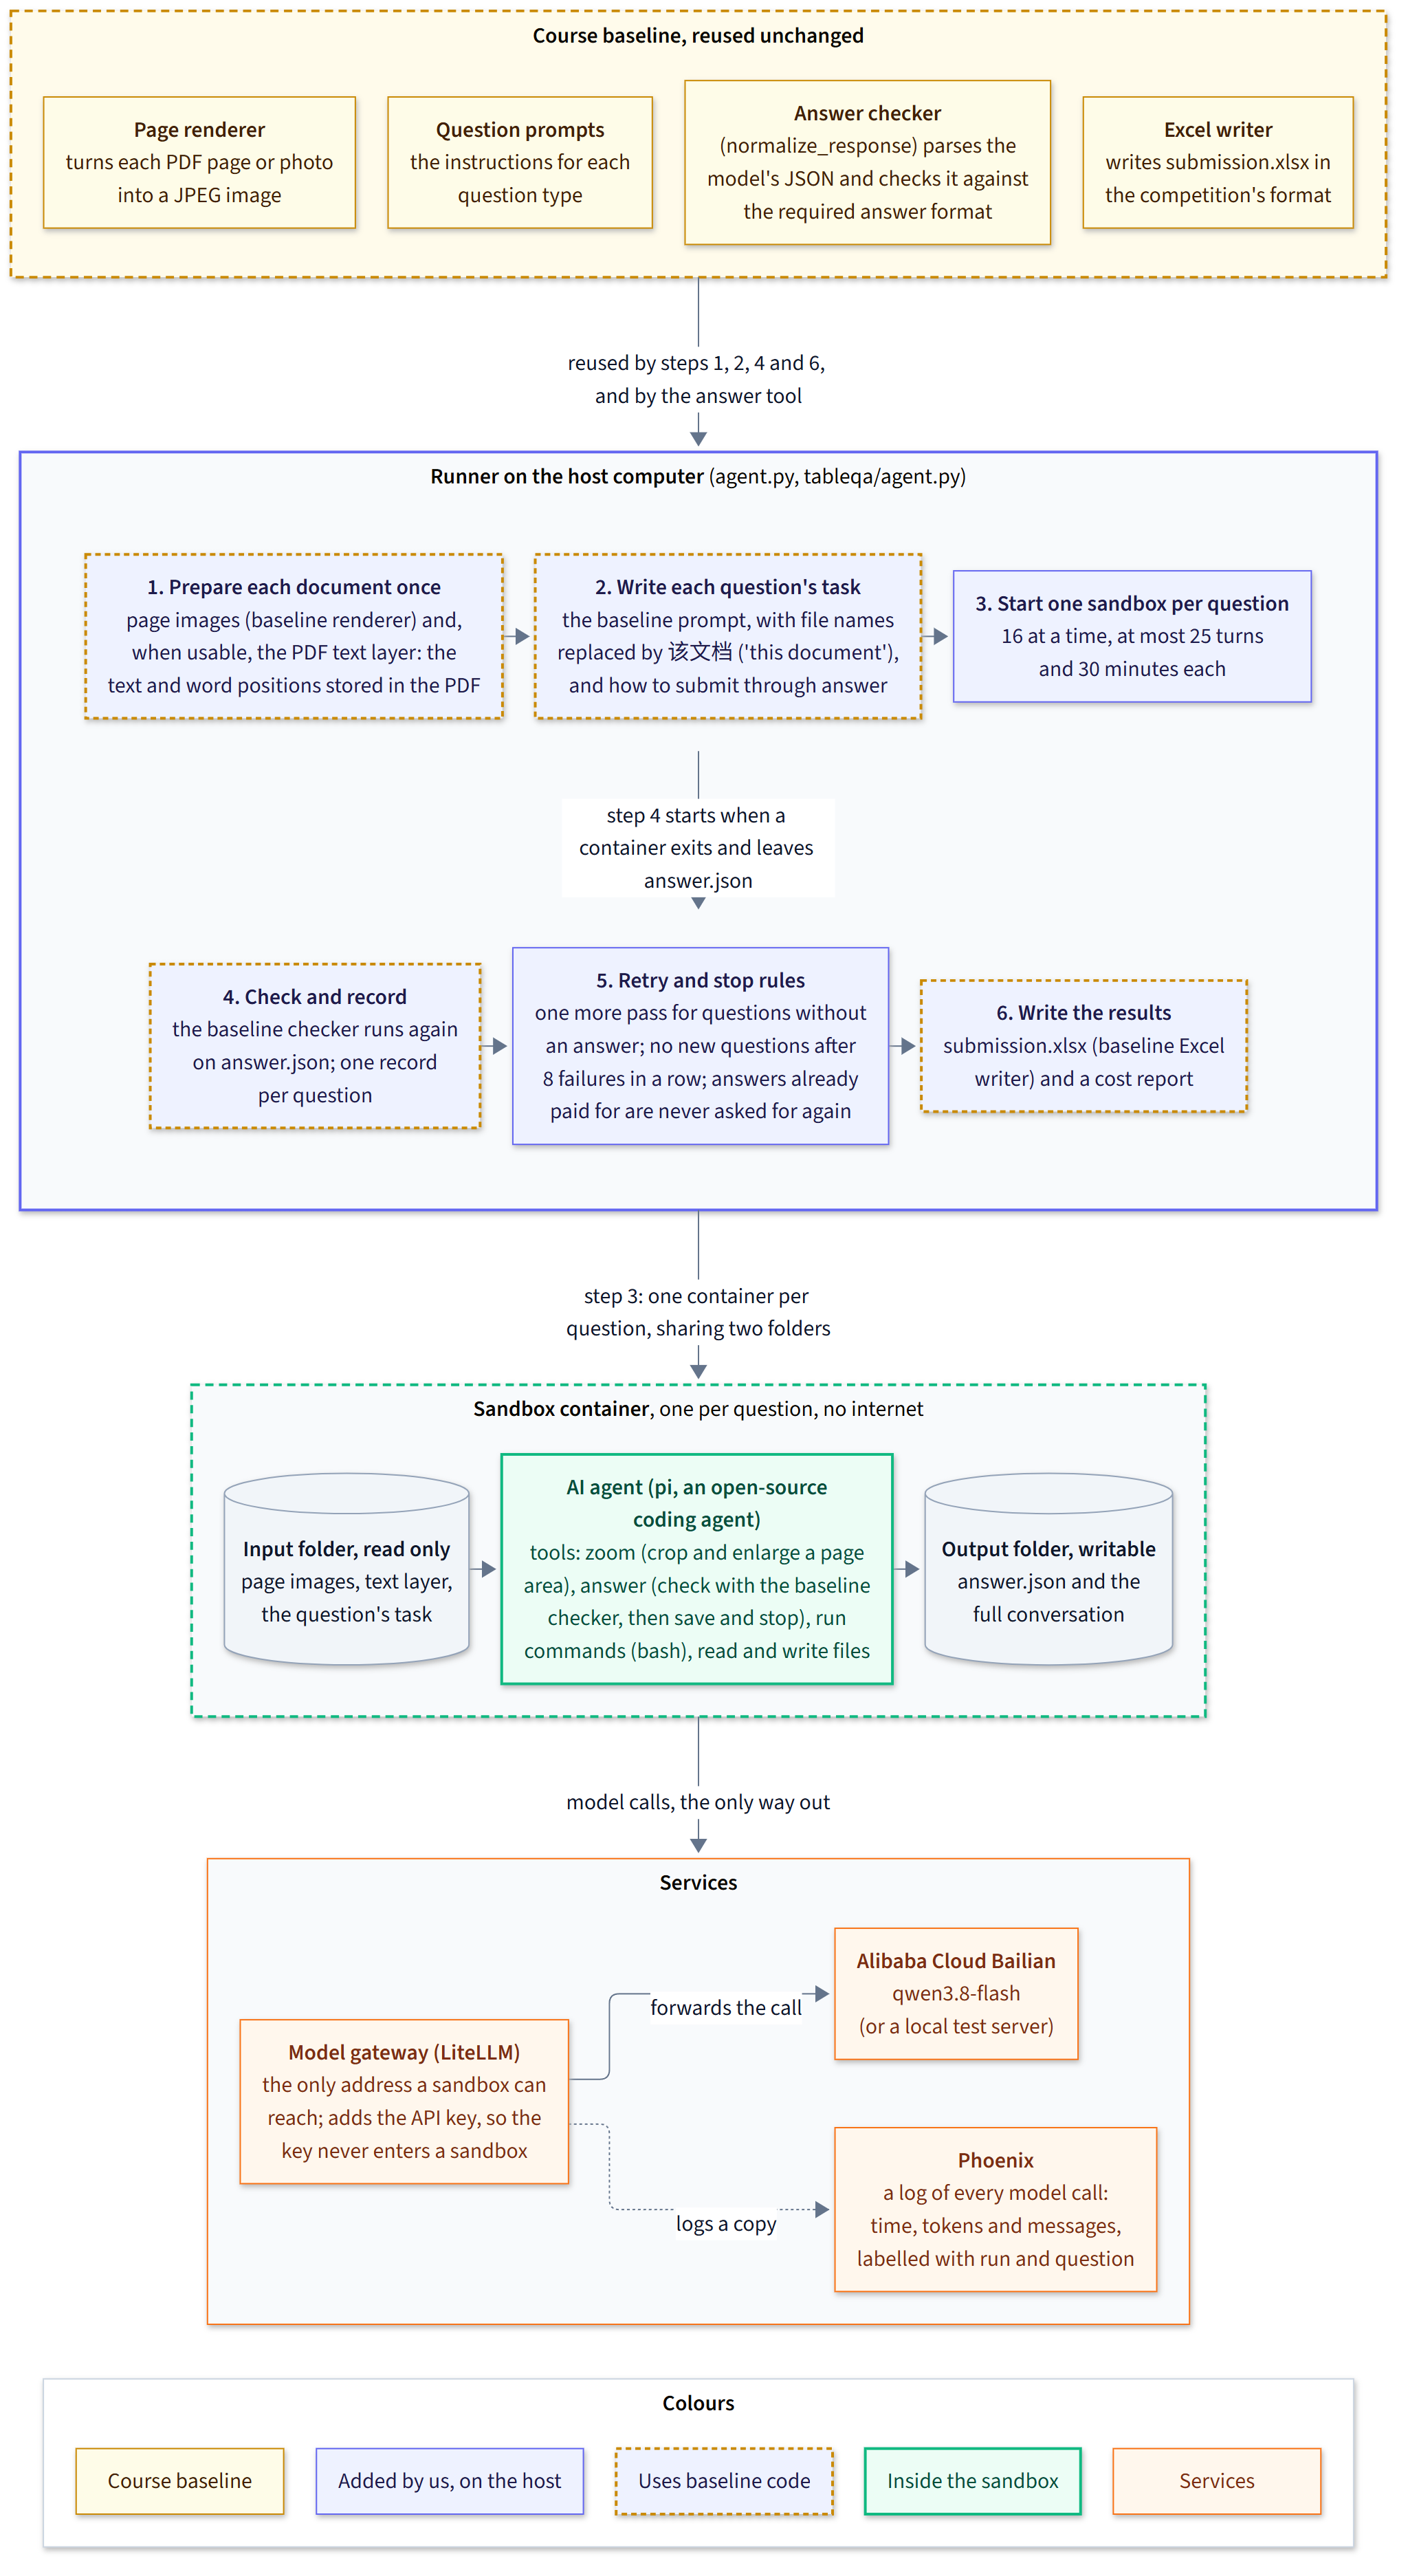 Course baseline, reused unchanged
Page renderer
turns each PDF page or photo
into a JPEG image
Question prompts
the instructions for each
question type
Answer checker
(normalize_response) parses the
model's JSON and checks it against
the required answer format
Excel writer
writes submission.xlsx in
the competition's format
reused by steps 1, 2, 4 and 6,
and by the answer tool
Runner on the host computer (agent.py, tableqa/agent.py)
1. Prepare each document once
page images (baseline renderer) and,
when usable, the PDF text layer: the
text and word positions stored in the PDF
2. Write each question's task
the baseline prompt, with file names
replaced by 该文档 ('this document'),
and how to submit through answer
3. Start one sandbox per question
16 at a time, at most 25 turns
and 30 minutes each
step 4 starts when a
container exits and leaves
answer.json
4. Check and record
the baseline checker runs again
on answer.json; one record
per question
5. Retry and stop rules
one more pass for questions without
an answer; no new questions after
8 failures in a row; answers already
paid for are never asked for again
6. Write the results
submission.xlsx (baseline Excel
writer) and a cost report
step 3: one container per
question, sharing two folders
Sandbox container, one per question, no internet
Input folder, read only
page images, text layer,
the question's task
AI agent (pi, an open-source
coding agent)
tools: zoom (crop and enlarge a page
area), answer (check with the baseline
checker, then save and stop), run
commands (bash), read and write files
Output folder, writable
answer.json and the
full conversation
model calls, the only way out
Services
Model gateway (LiteLLM)
the only address a sandbox can
reach; adds the API key, so the
key never enters a sandbox
forwards the call
Alibaba Cloud Bailian
qwen3.8-flash
(or a local test server)
logs a copy
Phoenix
a log of every model call:
time, tokens and messages,
labelled with run and question
Colours
Course baseline
Added by us, on the host
Uses baseline code
Inside the sandbox
Services